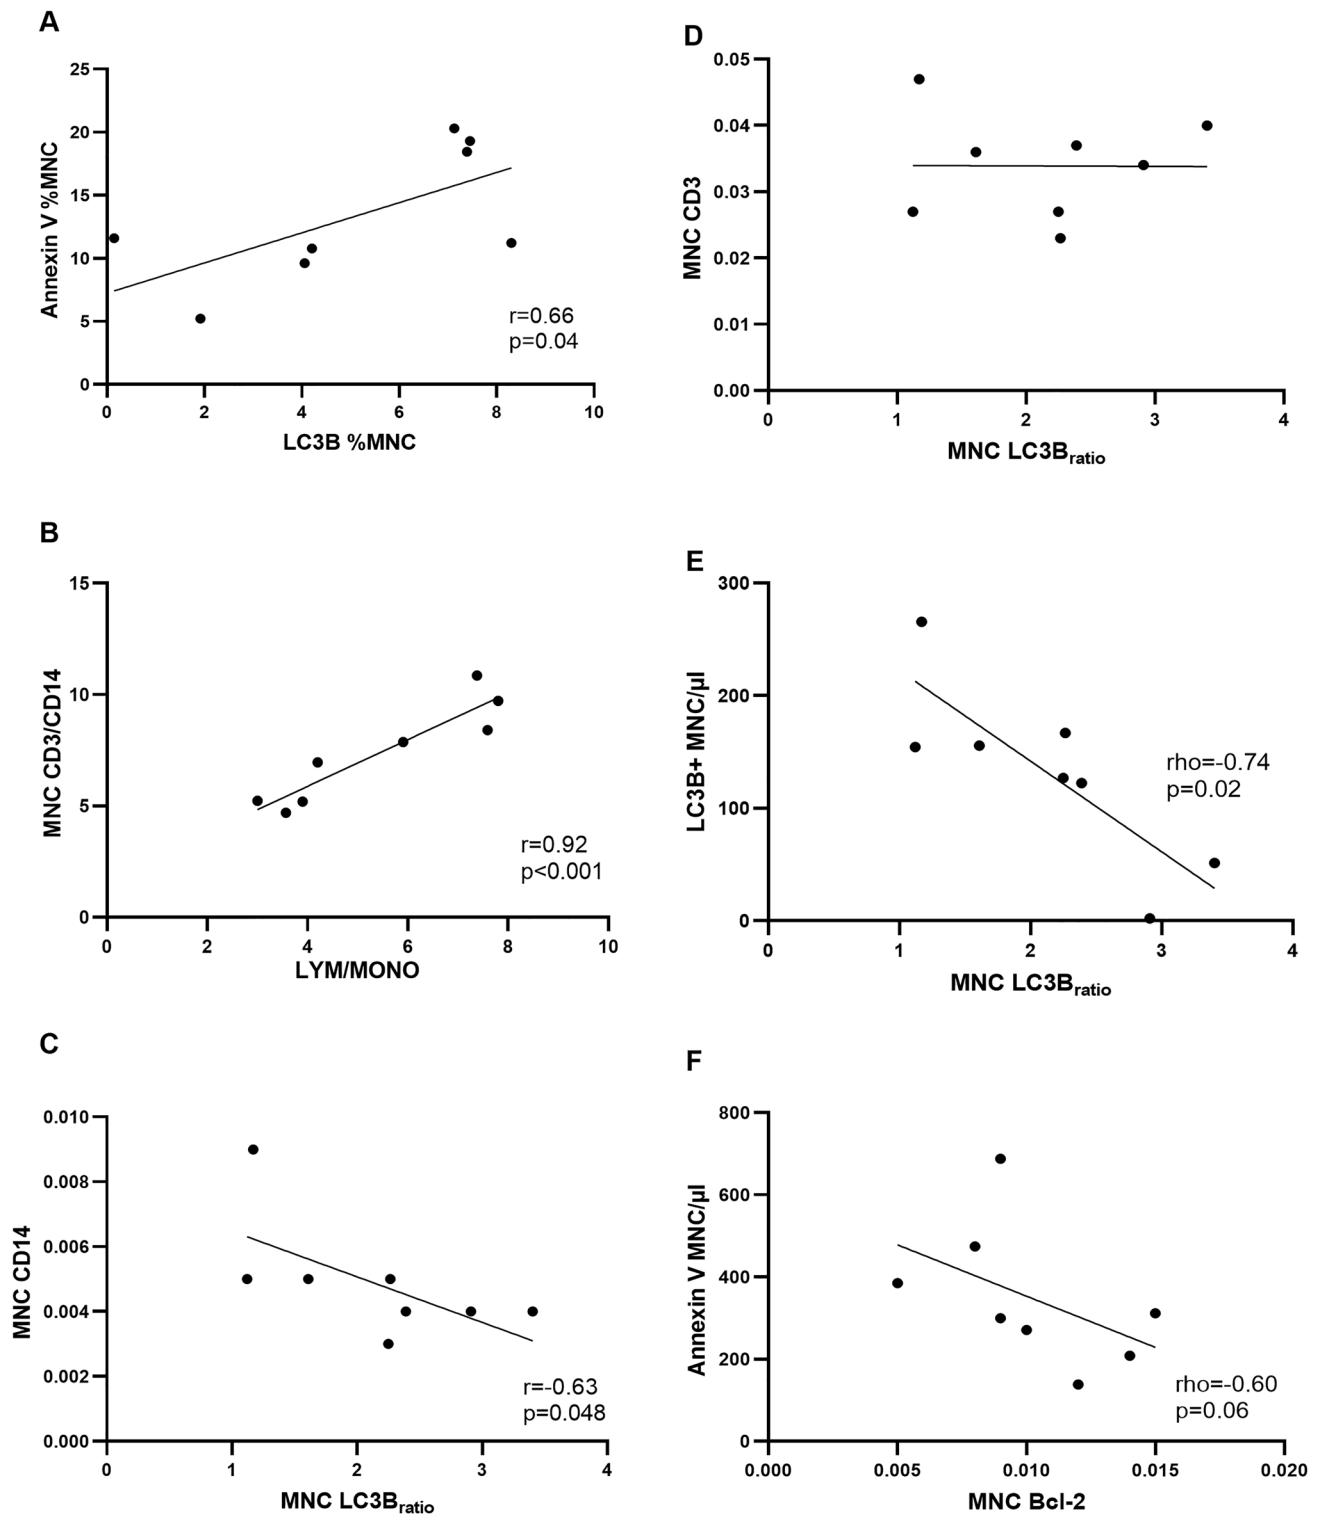 A
25
20
15
10
5
0
Annexin V %MNC
0 2 4 6 8 10
LC3B %MNC
r=0.66
p=0.04
B
15
10
5
0
MNC CD3/CD14
0 2 4 6 8 10
LYM/MONO
r=0.92
p<0.001
C
0.010
0.008
0.006
0.004
0.002
0.000
MNC CD14
0 1 2 3 4
MNC LC3Bratio
r=-0.63
p=0.048
D
0.05
0.04
0.03
0.02
0.01
0.00
MNC CD3
0 1 2 3 4
MNC LC3Bratio
E
300
200
100
0
LC3B+ MNC/µl
0 1 2 3 4
MNC LC3Bratio
rho=-0.74
p=0.02
F
800
600
400
200
0
Annexin V MNC/µl
0.000 0.005 0.010 0.015 0.020
MNC Bcl-2
rho=-0.60
p=0.06